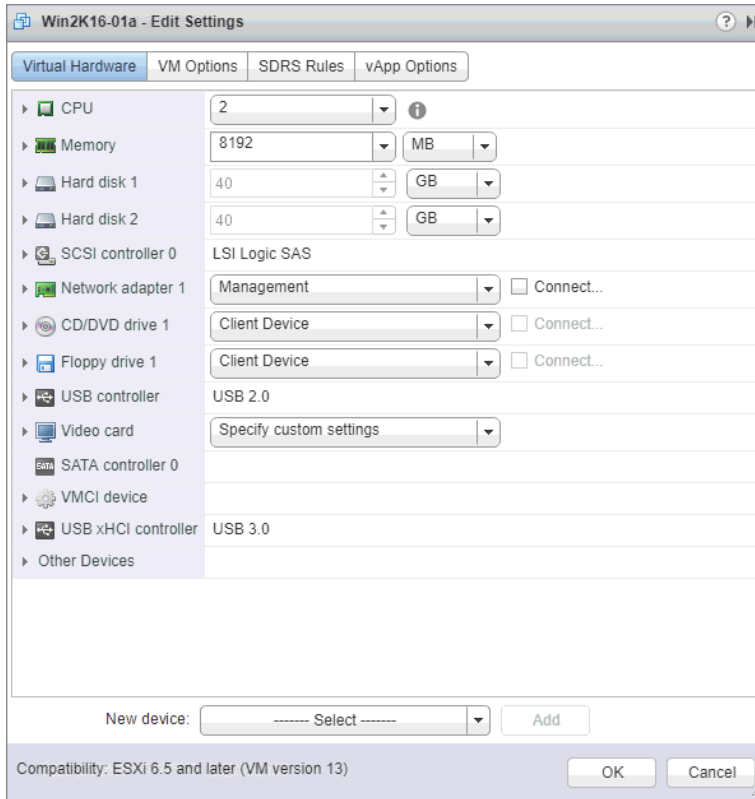 Win2K16-01a - Edit Settings ?
Virtual Hardware VM Options SDRS Rules vApp Options
CPU 2
Memory 8192 MB
Hard disk 1 40 GB
Hard disk 2 40 GB
SCSI controller 0 LSI Logic SAS
Network adapter 1 Management Connect...
CD/DVD drive 1 Client Device Connect...
Floppy drive 1 Client Device Connect...
USB controller USB 2.0
Video card Specify custom settings
SATA SATA controller 0
VMCI device
USB xHCI controller USB 3.0
Other Devices
New device: ------- Select ------- Add
Compatibility: ESXi 6.5 and later (VM version 13) OK Cancel